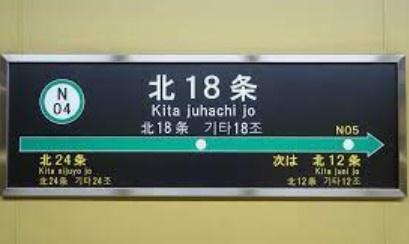 N
04
北18条
Kita juhachi jo
北18条 기타18조
N05
北24条
Kita nijuyo jo
北24条 기타24조
次は 北12条
Kita juni jo
北12条 기타12조